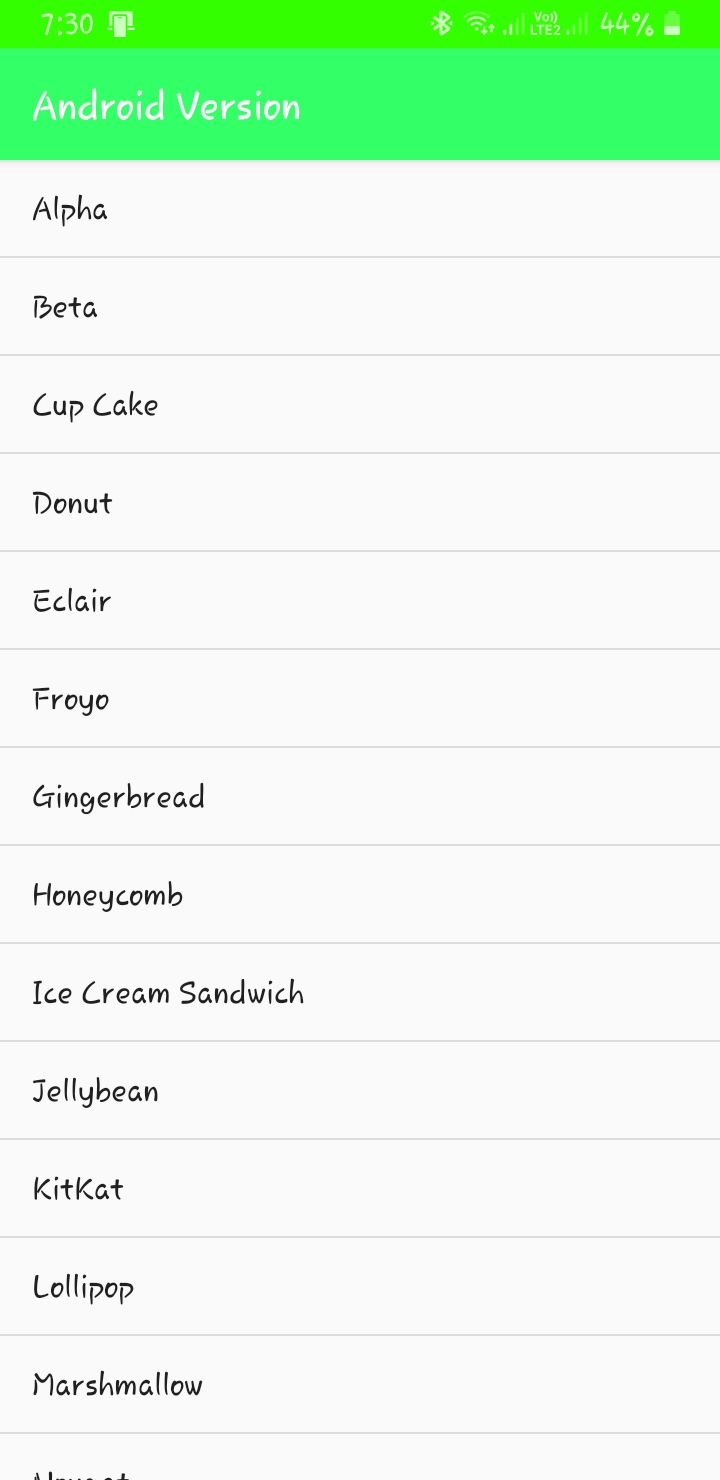 7:30 Vo)) LTE2 44%
Android Version
Alpha
Beta
Cup Cake
Donut
Eclair
Froyo
Gingerbread
Honeycomb
Ice Cream Sandwich
Jellybean
KitKat
Lollipop
Marshmallow